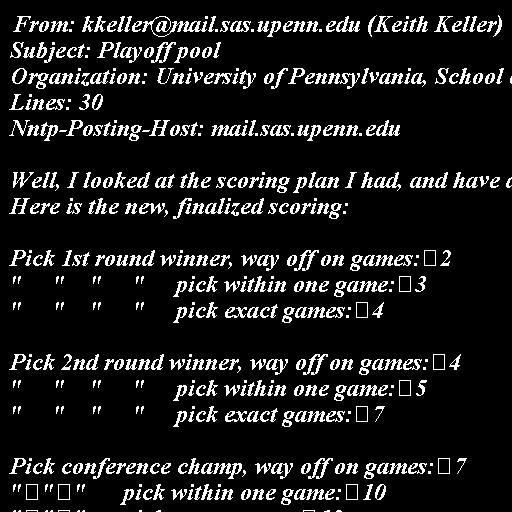 From: kkeller@mail.sas.upenn.edu (Keith Keller)
Subject: Playoff pool
Organization: University of Pennsylvania, School
Lines: 30
Nntp-Posting-Host: mail.sas.upenn.edu

Well, I looked at the scoring plan I had, and have
Here is the new, finalized scoring:

Pick 1st round winner, way off on games:□2
" " " " pick within one game:□3
" " " " pick exact games:□4

Pick 2nd round winner, way off on games:□4
" " " " pick within one game:□5
" " " " pick exact games:□7

Pick conference champ, way off on games:□7
"□"□" pick within one game:□10